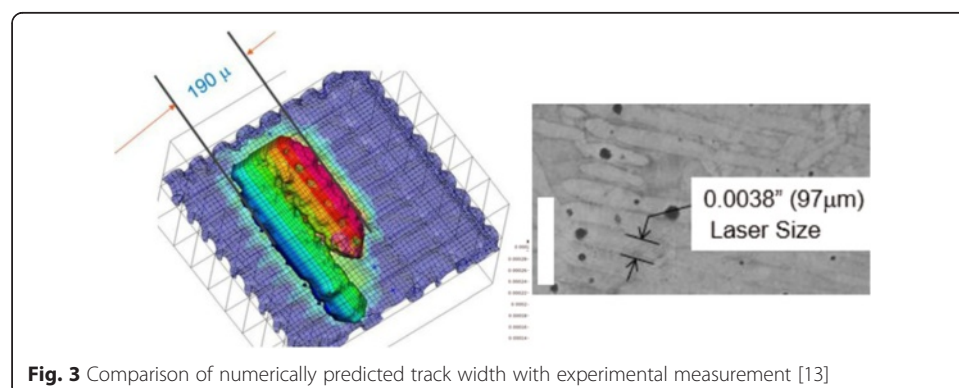 190 μ
0.0038" (97μm)
Laser Size
Fig. 3 Comparison of numerically predicted track width with experimental measurement [13]